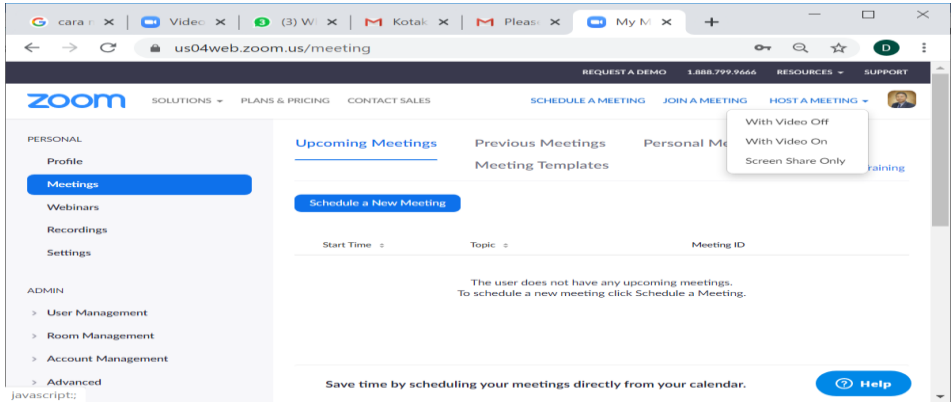 cara r
Video
(3) W
Kotak
Pleas
My M
us04web.zoom.us/meeting
D
REQUEST A DEMO 1.888.799.9666 RESOURCES SUPPORT
zoom SOLUTIONS PLANS & PRICING CONTACT SALES SCHEDULE A MEETING JOIN A MEETING HOST A MEETING
With Video Off
With Video On
Screen Share Only
PERSONAL
Profile
Meetings
Webinars
Recordings
Settings
ADMIN
User Management
Room Management
Account Management
Advanced
javascript:;
Upcoming Meetings Previous Meetings Personal Me
Meeting Templates
raining
Schedule a New Meeting
Start Time Topic Meeting ID
The user does not have any upcoming meetings.
To schedule a new meeting click Schedule a Meeting.
Save time by scheduling your meetings directly from your calendar.
Help